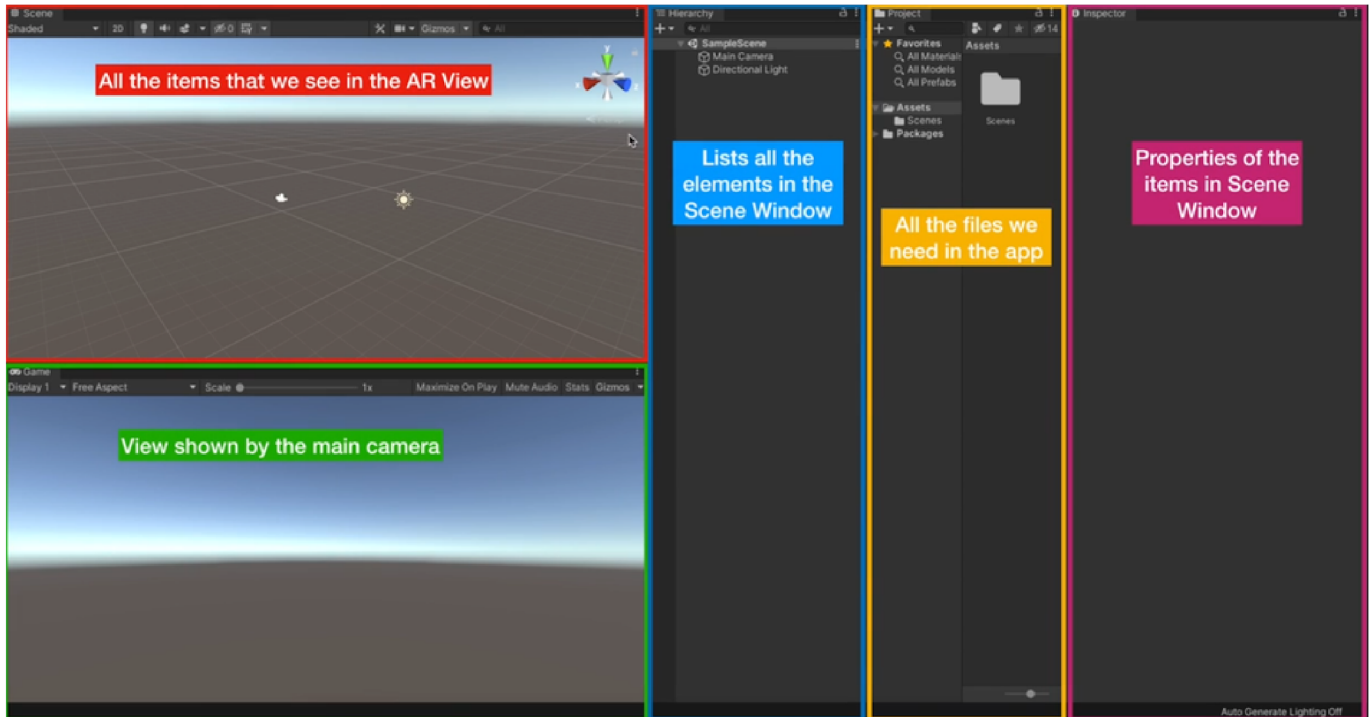 Scene
Shaded 2D 0 Gizmos All
All the items that we see in the AR View
Y
X Z
Game
Display 1 Free Aspect Scale 1x Maximize On Play Mute Audio Stats Gizmos
View shown by the main camera
Hierarchy
+ All
SampleScene
Main Camera
Directional Light
Lists all the
elements in the
Scene Window
Project
+ 14
Favorites
All Materials
All Models
All Prefabs
Assets
Scenes
Packages
Assets
Scenes
All the files we
need in the app
Inspector
Properties of the
items in Scene
Window
Auto Generate Lighting Off